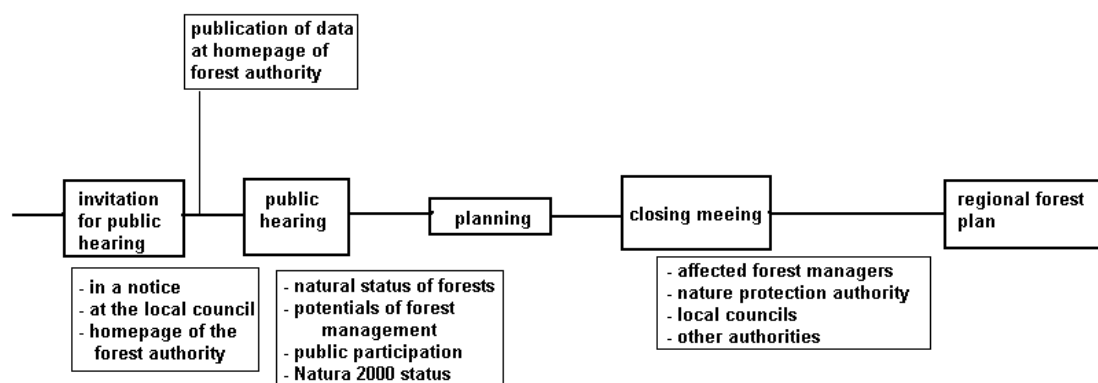 publication of data
at homepage of
forest authority
invitation
for public
hearing
public
hearing
planning
closing meeing
regional forest
plan
- in a notice
- at the local council
- homepage of the
forest authority
- natural status of forests
- potentials of forest
management
- public participation
- Natura 2000 status
- affected forest managers
- nature protection authority
- local councils
- other authorities